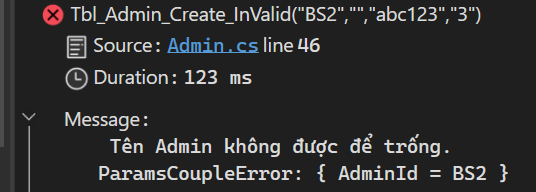 Tbl_Admin_Create_InValid("BS2","","abc123","3")
Source: Admin.cs line 46
Duration: 123 ms
Message:
Tên Admin không được để trống.
ParamsCoupleError: { AdminId = BS2 }